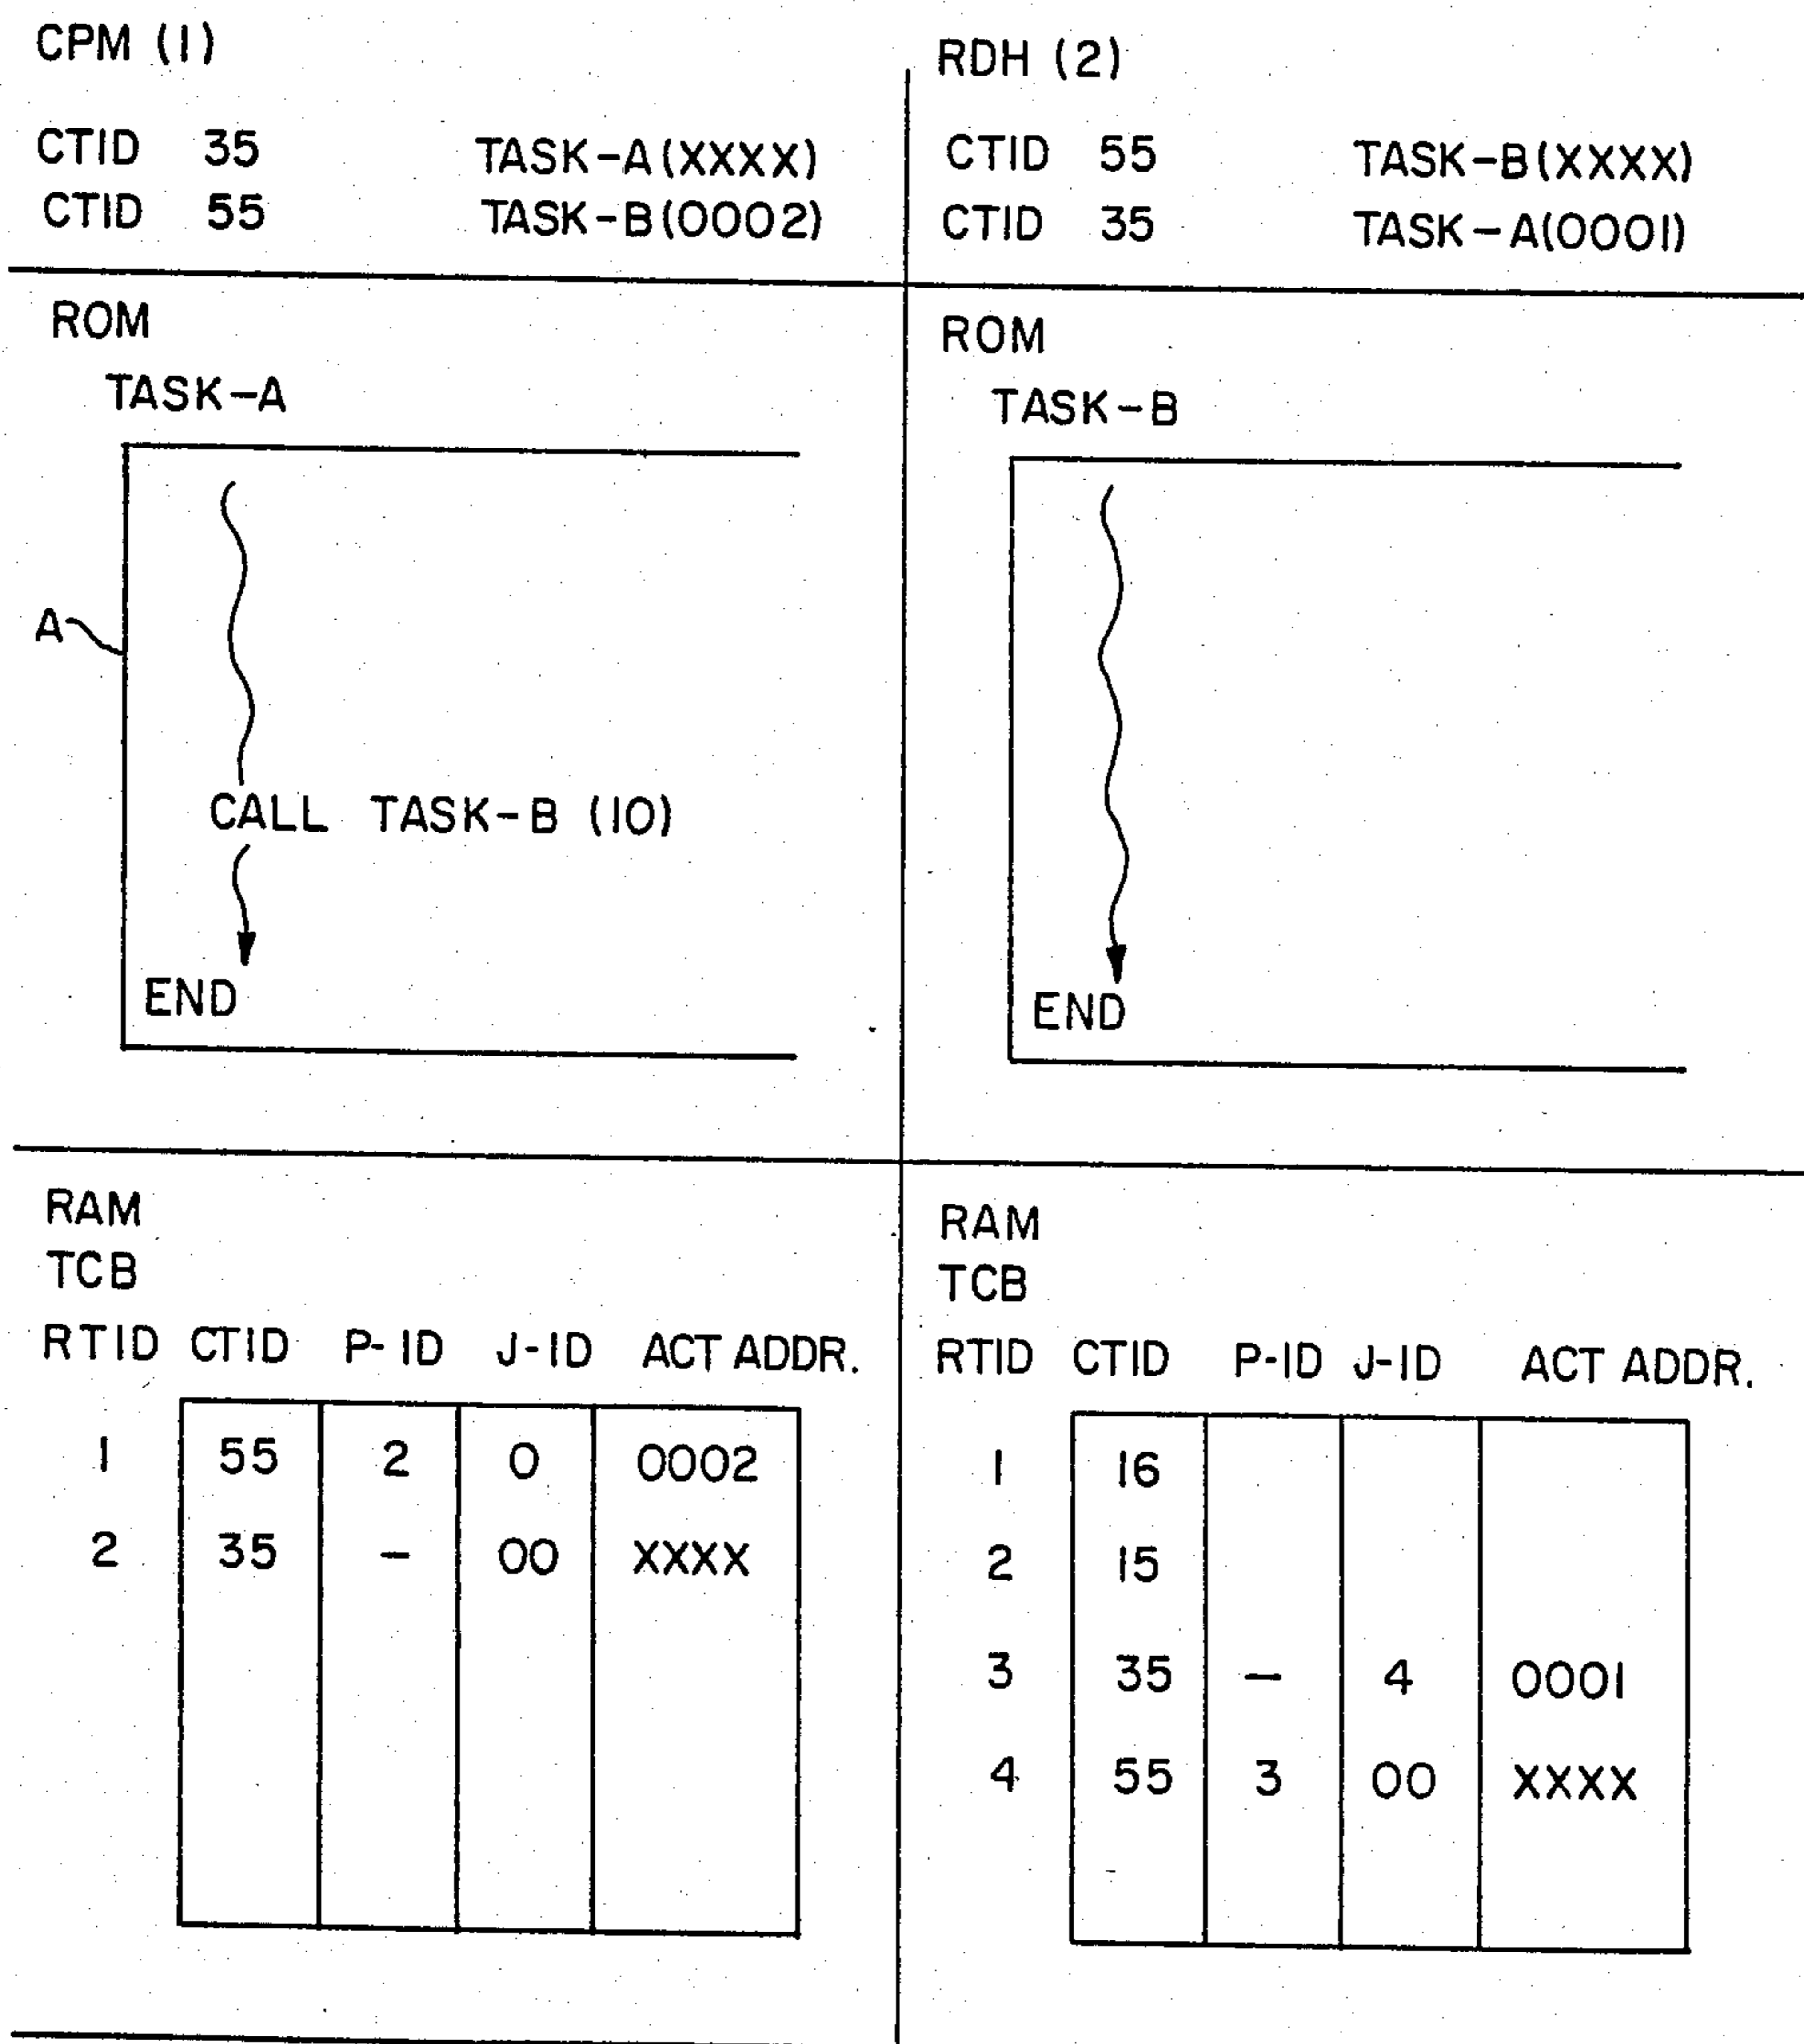 CPM (1)
CTID 35 TASK-A(XXXX)
CTID 55 TASK-B(0002)
ROM
TASK-A
A
CALL TASK-B (10)
END
RAM
TCB
RTID CTID P-ID J-ID ACT ADDR.
1 55 2 0 0002
2 35 - 00 XXXX
RDH (2)
CTID 55 TASK-B(XXXX)
CTID 35 TASK-A(0001)
ROM
TASK-B
END
RAM
TCB
RTID CTID P-ID J-ID ACT ADDR.
1 16
2 15
3 35 - 4 0001
4 55 3 00 XXXX